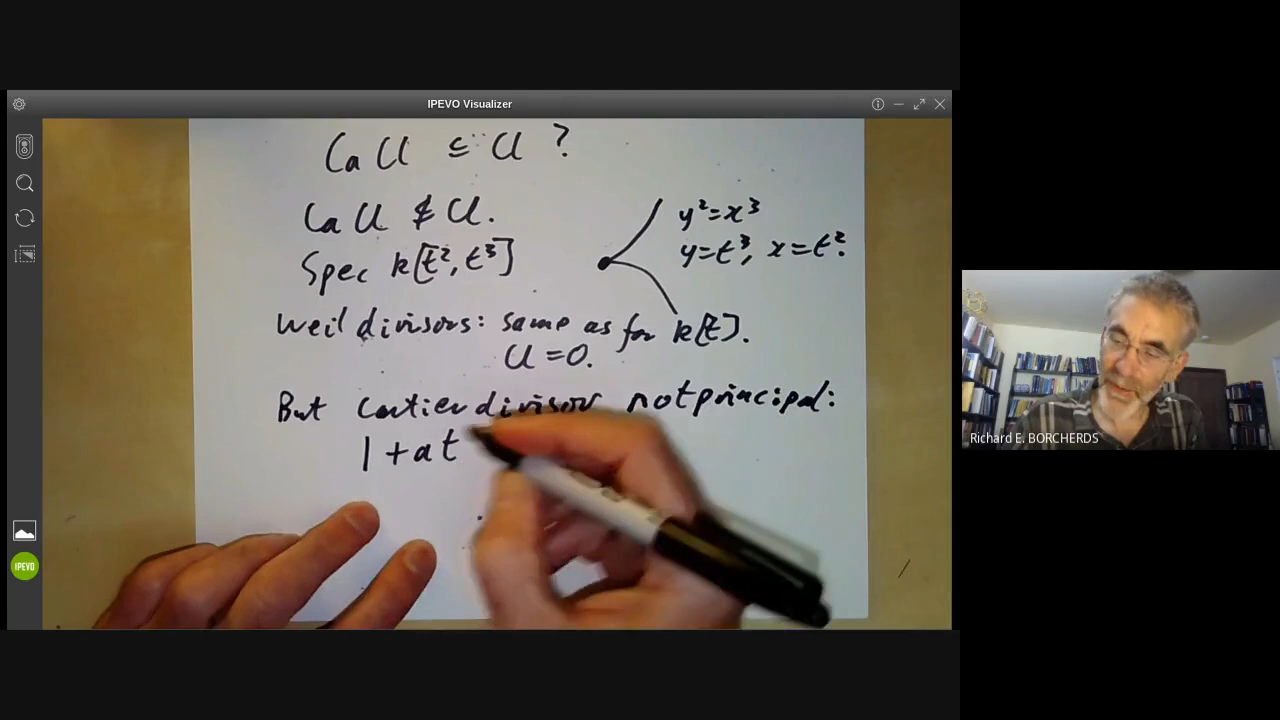 IPEVO Visualizer
Ca Cl ⊆ Cl ?
Ca Cl ⊄ Cl.
Spec k[t², t³]
y²=x³
y=t³, x=t².
Weil divisors: same as for k[t].
Cl=0.
But cartier divisor not principal:
1+at
IPEVO
Richard E. BORCHERDS